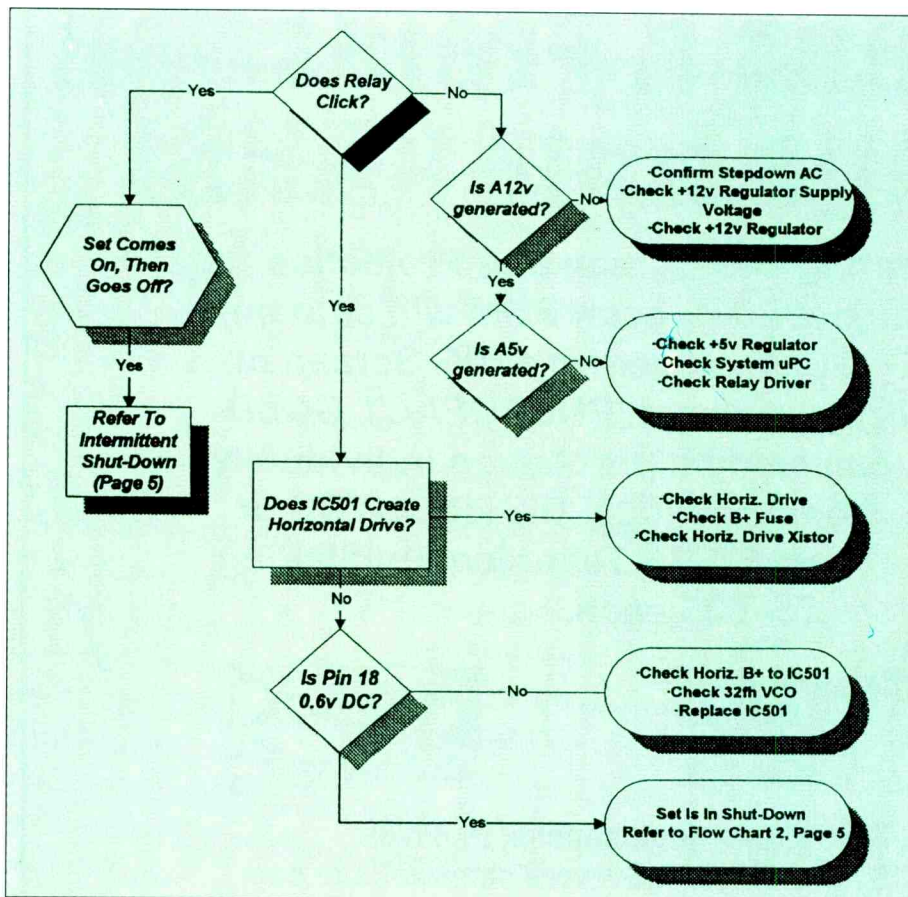 Does Relay
Click?
Yes
No
Is A12v
generated?
No
-Confirm Stepdown AC
-Check +12v Regulator Supply
Voltage
-Check +12v Regulator
Set Comes
On, Then
Goes Off?
Yes
Yes
Is A5v
generated?
No
-Check +5v Regulator
-Check System uPC
-Check Relay Driver
Yes
Refer To
Intermittent
Shut-Down
(Page 5)
Does IC501 Create
Horizontal Drive?
Yes
-Check Horiz. Drive
-Check B+ Fuse
-Check Horiz. Drive Xistor
No
Is Pin 18
0.6v DC?
No
-Check Horiz. B+ to IC501
-Check 32fh VCO
-Replace IC501
Yes
Set Is In Shut-Down
Refer to Flow Chart 2, Page 5